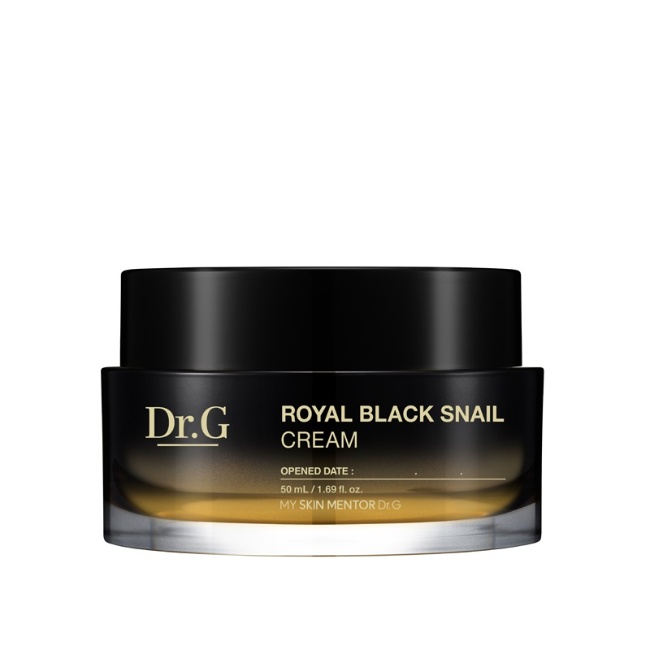 Dr.G
ROYAL BLACK SNAIL
CREAM
OPENED DATE :      .      .
50 mL / 1.69 fl. oz.
MY SKIN MENTOR Dr.G